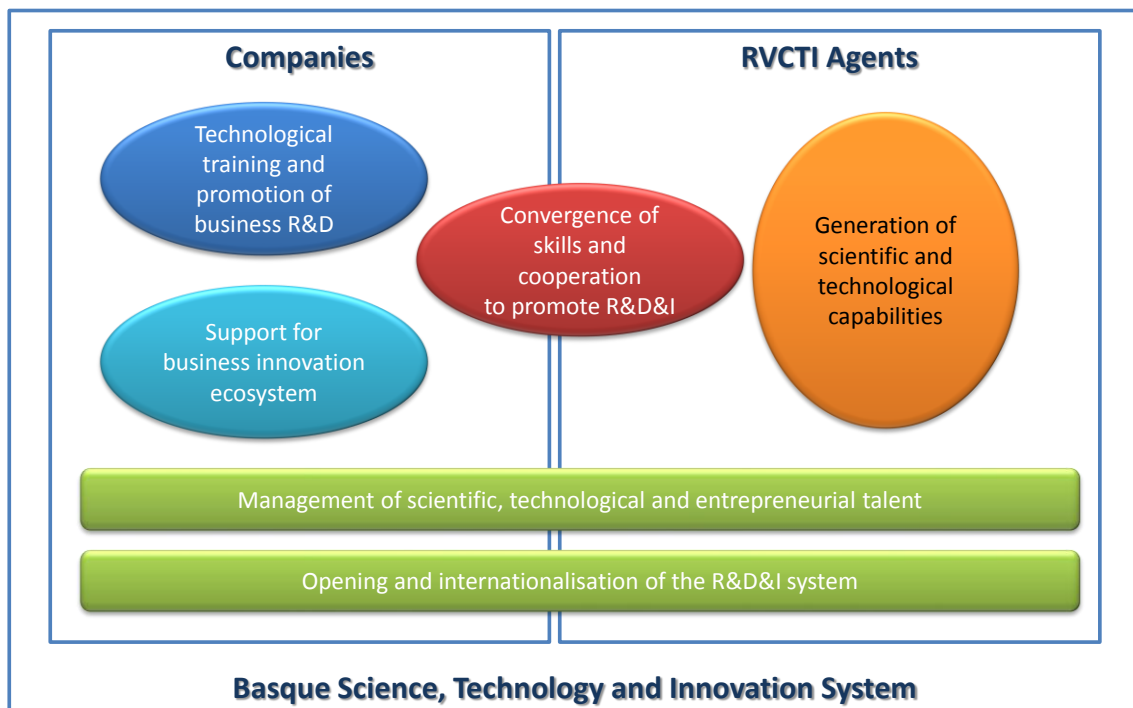 Companies
RVCTI Agents
Technological
training and
promotion of
business R&D
Convergence of
skills and
cooperation
to promote R&D&I
Generation of
scientific and
technological
capabilities
Support for
business innovation
ecosystem
Management of scientific, technological and entrepreneurial talent
Opening and internationalisation of the R&D&I system
Basque Science, Technology and Innovation System